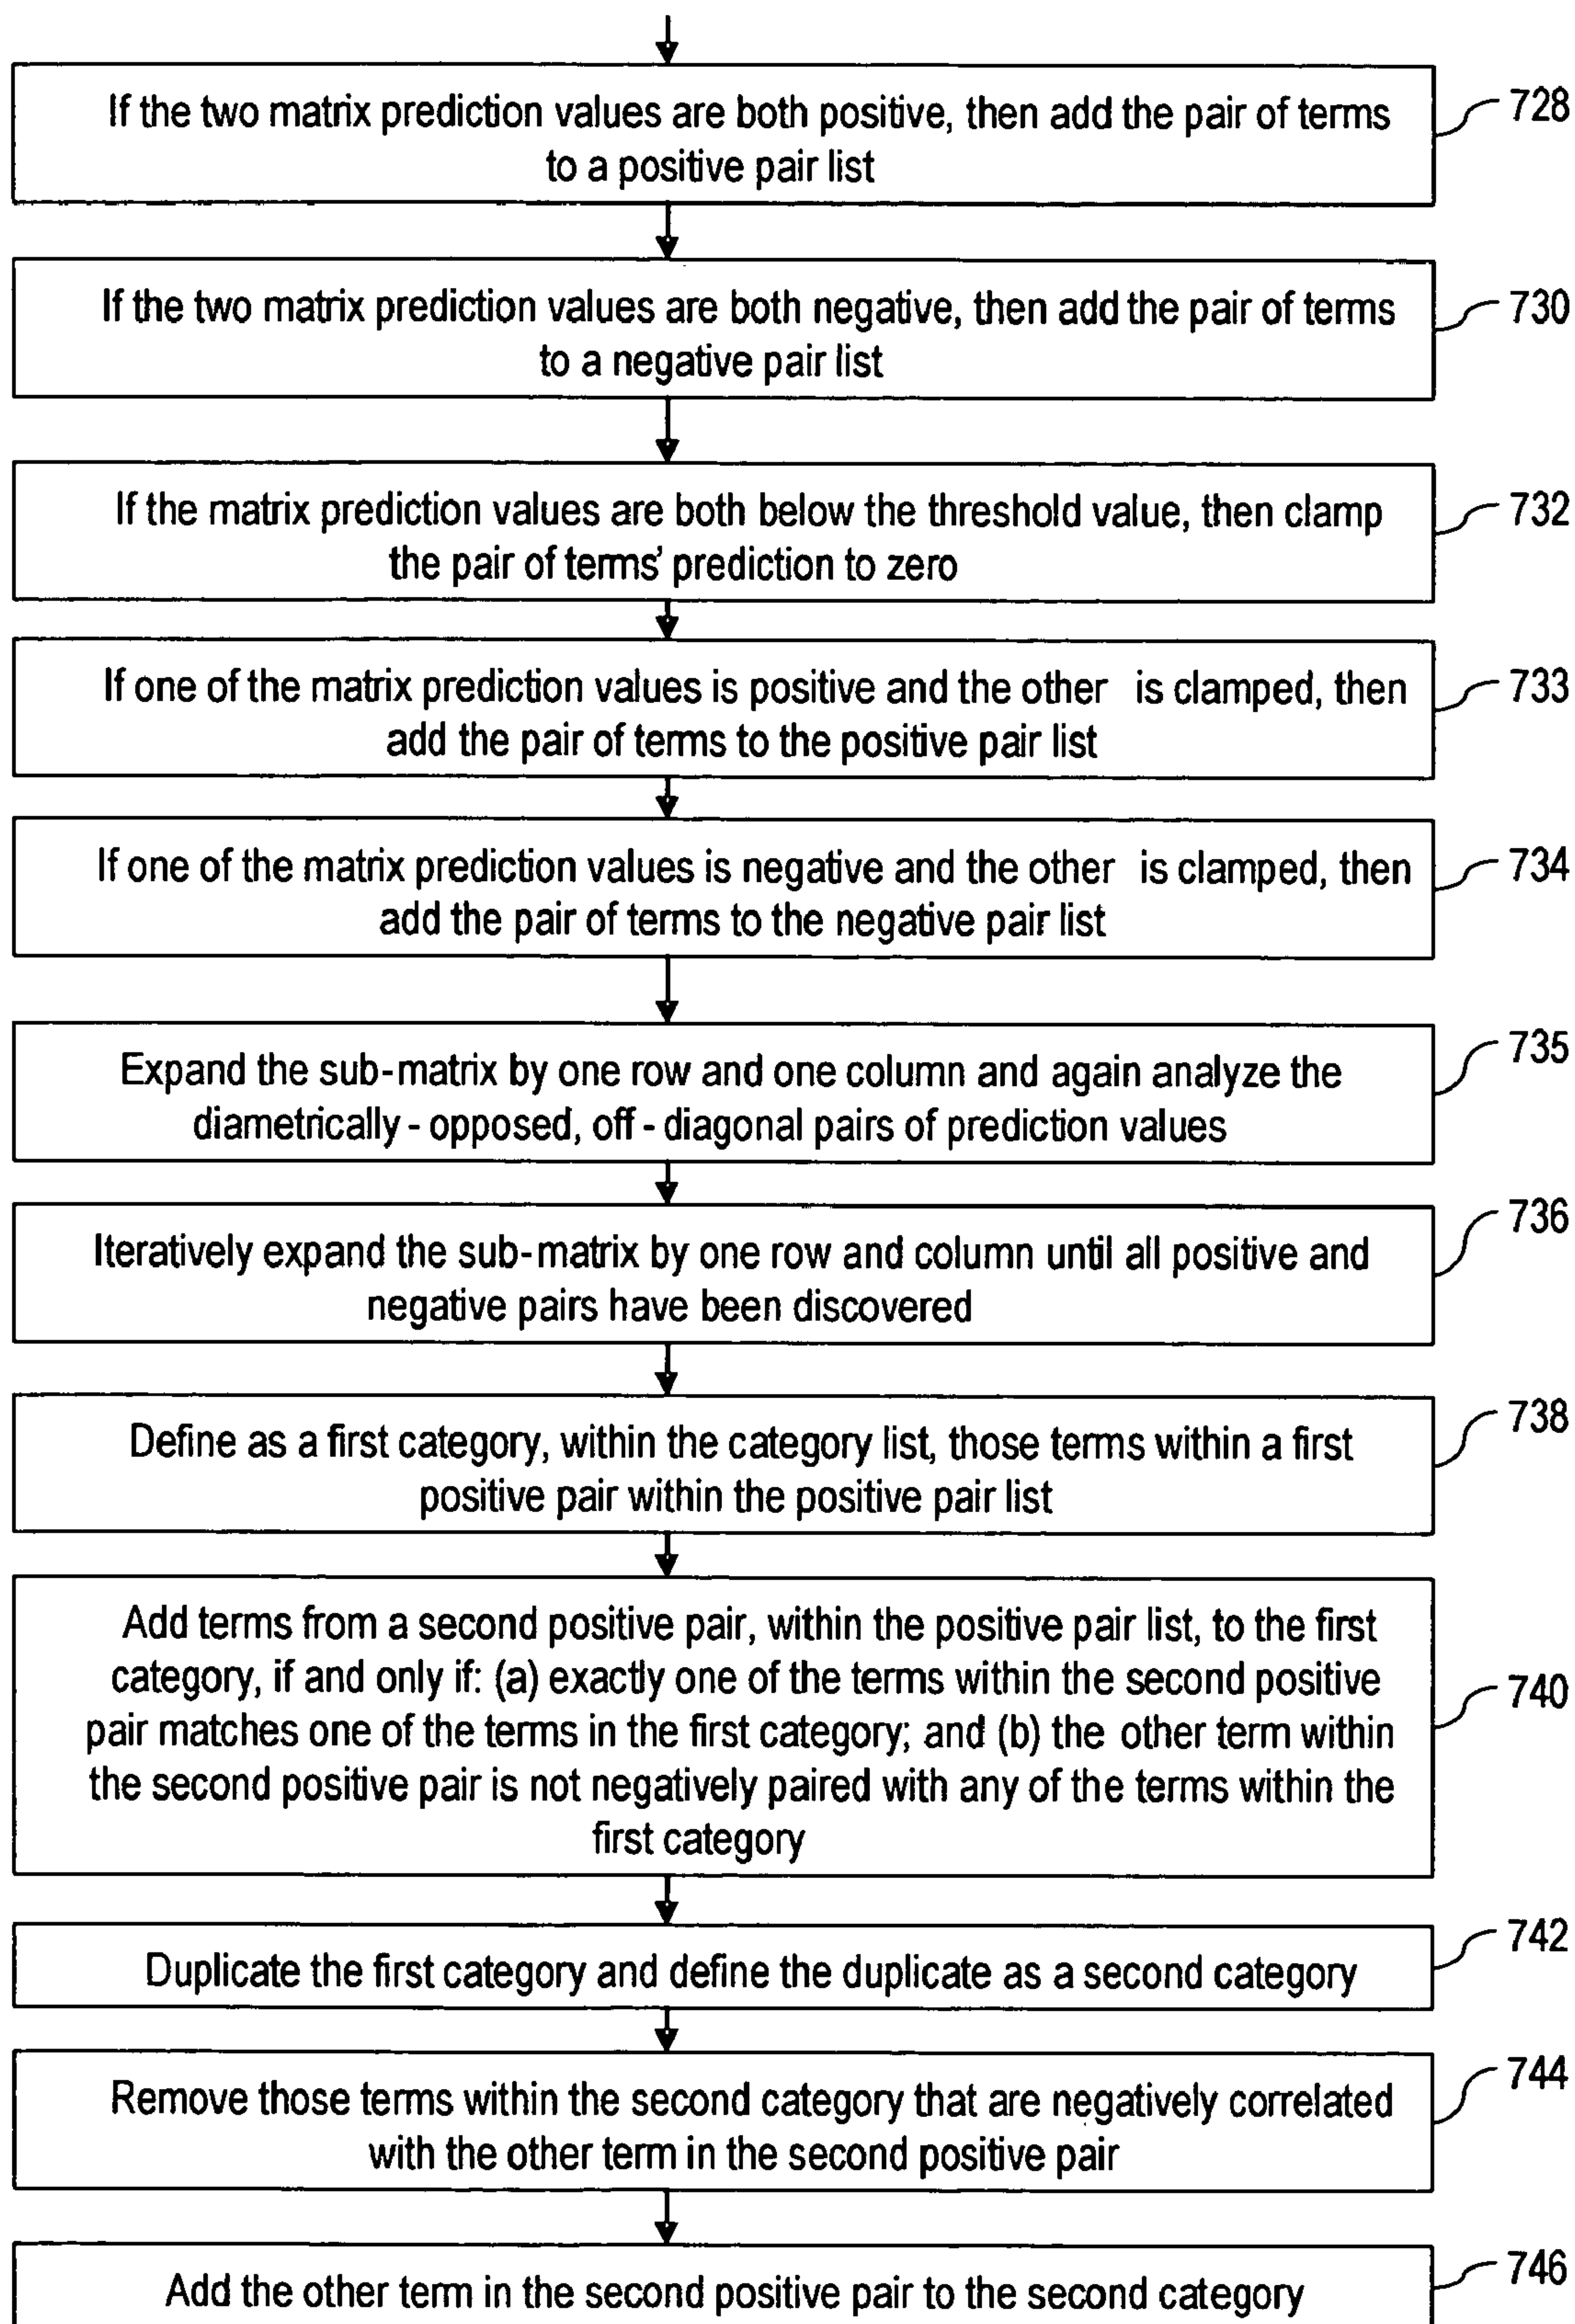 If the two matrix prediction values are both positive, then add the pair of terms
to a positive pair list
728
If the two matrix prediction values are both negative, then add the pair of terms
to a negative pair list
730
If the matrix prediction values are both below the threshold value, then clamp
the pair of terms' prediction to zero
732
If one of the matrix prediction values is positive and the other is clamped, then
add the pair of terms to the positive pair list
733
If one of the matrix prediction values is negative and the other is clamped, then
add the pair of terms to the negative pair list
734
Expand the sub-matrix by one row and one column and again analyze the
diametrically - opposed, off - diagonal pairs of prediction values
735
Iteratively expand the sub-matrix by one row and column until all positive and
negative pairs have been discovered
736
Define as a first category, within the category list, those terms within a first
positive pair within the positive pair list
738
Add terms from a second positive pair, within the positive pair list, to the first
category, if and only if: (a) exactly one of the terms within the second positive
pair matches one of the terms in the first category; and (b) the other term within
the second positive pair is not negatively paired with any of the terms within the
first category
740
Duplicate the first category and define the duplicate as a second category
742
Remove those terms within the second category that are negatively correlated
with the other term in the second positive pair
744
Add the other term in the second positive pair to the second category
746